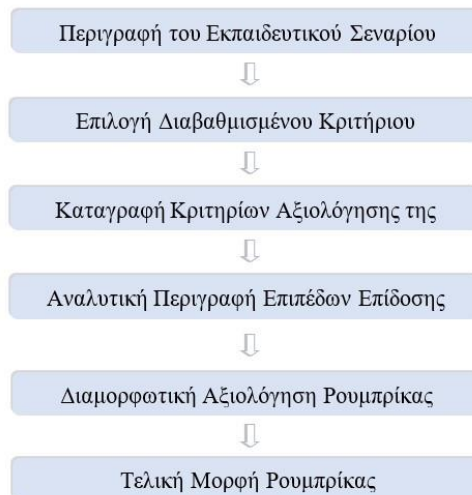 Περιγραφή του Εκπαιδευτικού Σεναρίου
Επιλογή Διαβαθμισμένου Κριτήριου
Καταγραφή Κριτηρίων Αξιολόγησης της
Αναλυτική Περιγραφή Επιπέδων Επίδοσης
Διαμορφωτική Αξιολόγηση Ρουμπρίκας
Τελική Μορφή Ρουμπρίκας